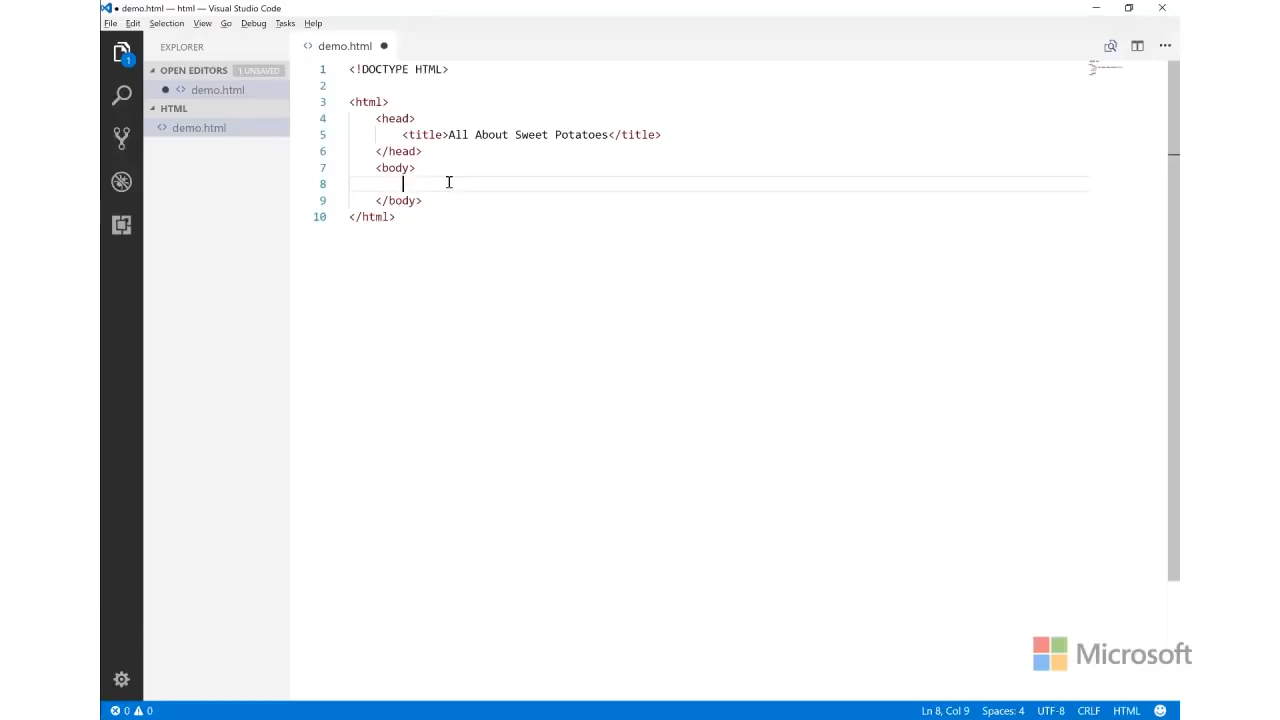 demo.html — html — Visual Studio Code
File Edit Selection View Go Debug Tasks Help
EXPLORER
OPEN EDITORS 1 UNSAVED
demo.html
HTML
demo.html
1
demo.html
1 <!DOCTYPE HTML>
2
3 <html>
4 <head>
5 <title>All About Sweet Potatoes</title>
6 </head>
7 <body>
8
9 </body>
10 </html>
Microsoft
0 0
Ln 8, Col 9 Spaces: 4 UTF-8 CRLF HTML